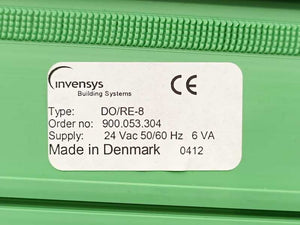 invensys
Building Systems
CE
Type: DO/RE-8
Order no: 900.053.304
Supply: 24 Vac 50/60 Hz 6 VA
Made in Denmark 0412